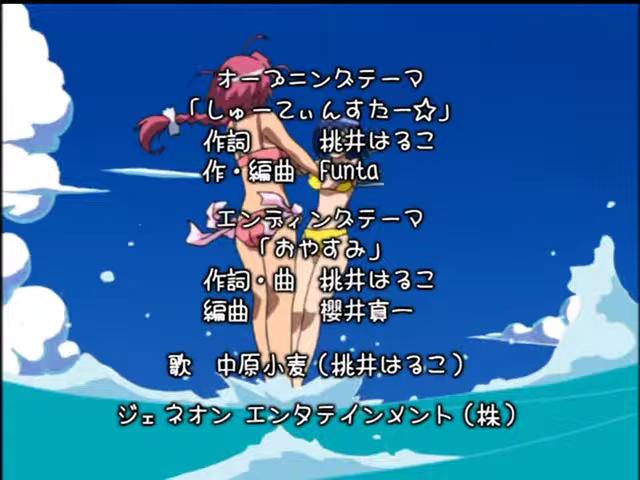 オープニングテーマ
「しゅーてぃんすたー☆」
作詞　　　桃井はるこ
作・編曲　Funta
エンディングテーマ
「おやすみ」
作詞・曲　桃井はるこ
編曲　　　櫻井真一
歌　中原小麦（桃井はるこ）
ジェネオン エンタテインメント（株）